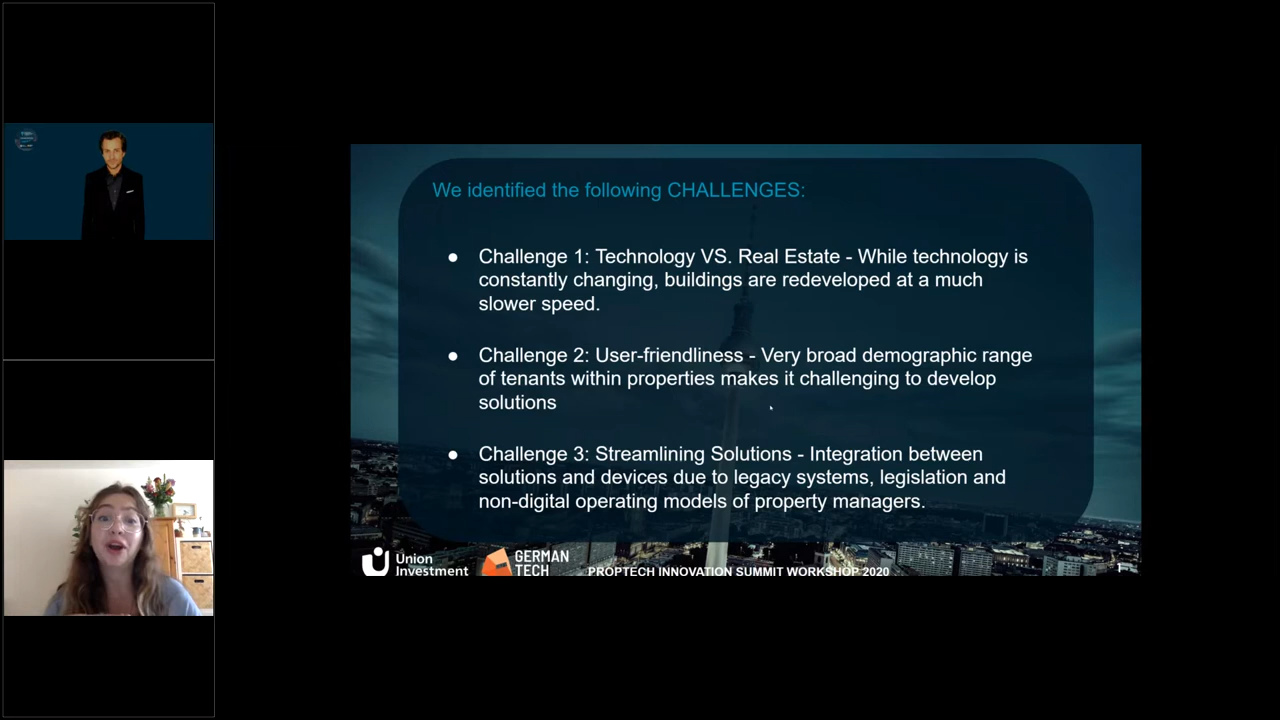 We identified the following CHALLENGES:
● Challenge 1: Technology VS. Real Estate - While technology is
constantly changing, buildings are redeveloped at a much
slower speed.
● Challenge 2: User-friendliness - Very broad demographic range
of tenants within properties makes it challenging to develop
solutions
● Challenge 3: Streamlining Solutions - Integration between
solutions and devices due to legacy systems, legislation and
non-digital operating models of property managers.
Union
Investment
GERMAN
TECH
PROPTECH INNOVATION SUMMIT WORKSHOP 2020